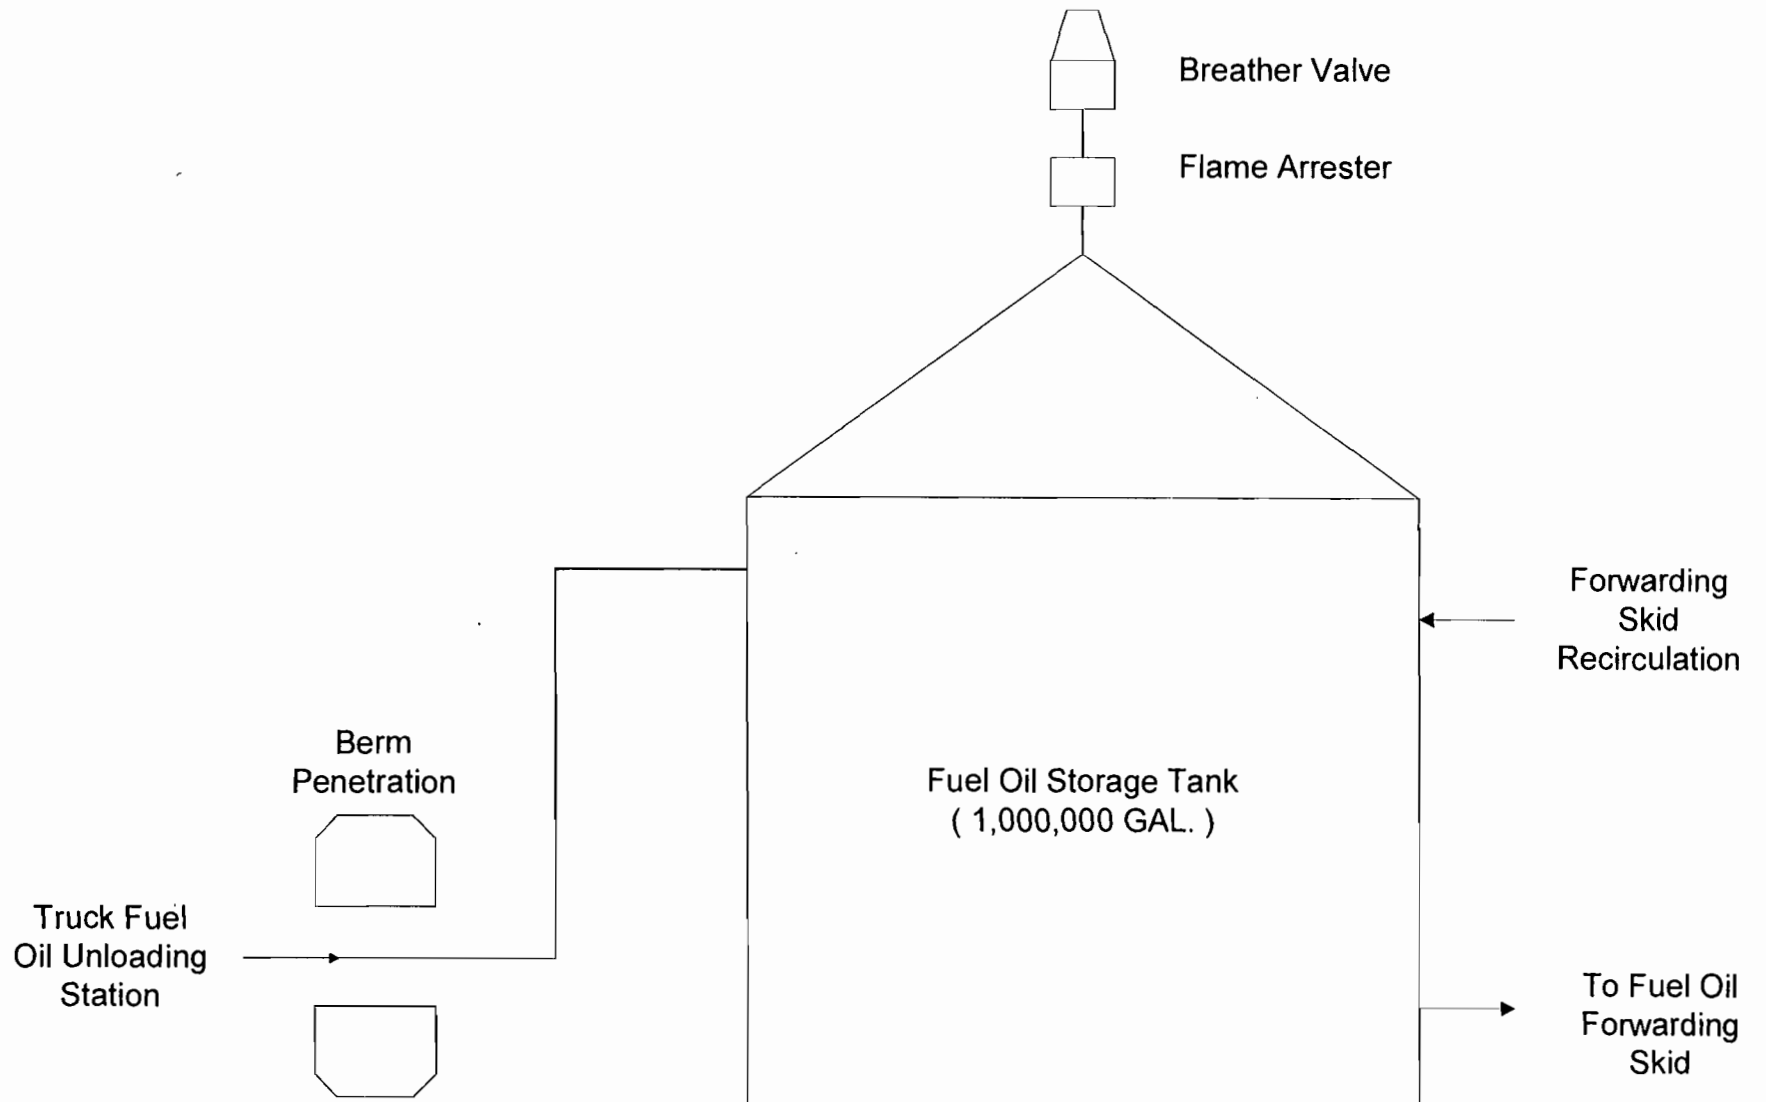 Breather Valve
Flame Arrester
Forwarding
Skid
Recirculation
Berm
Penetration
Fuel Oil Storage Tank
( 1,000,000 GAL. )
Truck Fuel
Oil Unloading
Station
To Fuel Oil
Forwarding
Skid